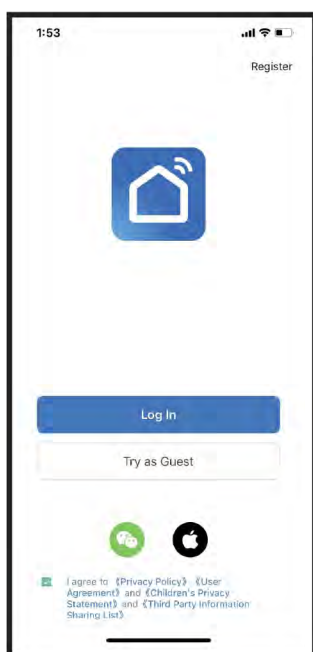 1:53
Register
Log In
Try as Guest
I agree to 《Privacy Policy》 《User
Agreement》 and 《Children's Privacy
Statement》 and 《Third Party Information
Sharing List》